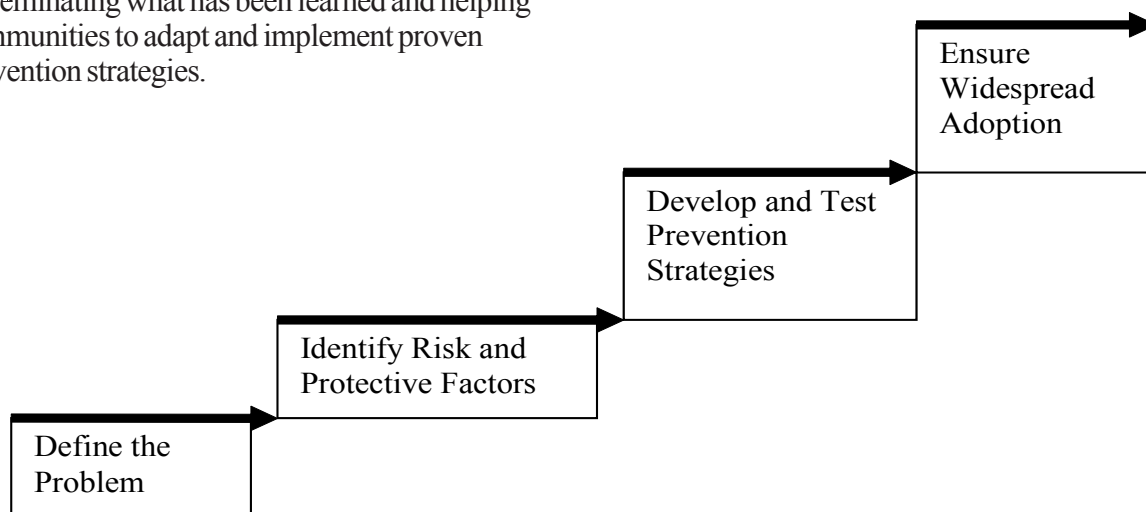 eminating what has been learned and helping
munities to adapt and implement proven
vention strategies.
Ensure
Widespread
Adoption
Develop and Test
Prevention
Strategies
Identify Risk and
Protective Factors
Define the
Problem